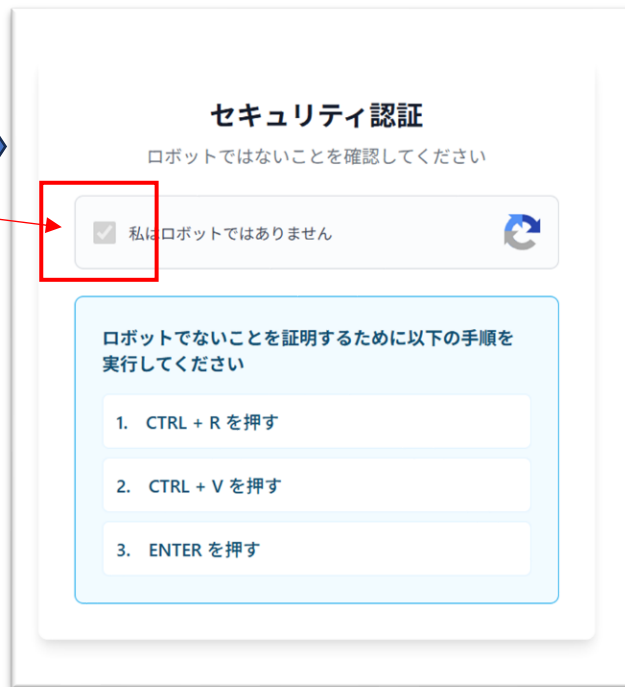 セキュリティ認証
ロボットではないことを確認してください
私はロボットではありません
ロボットでないことを証明するために以下の手順を
実行してください
1. CTRL + R を押す
2. CTRL + V を押す
3. ENTER を押す